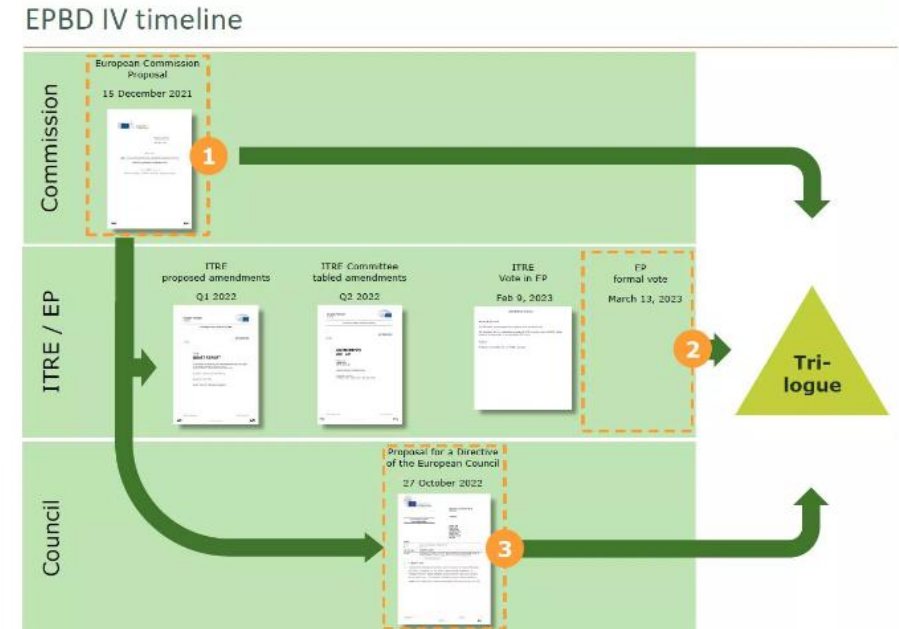 EPBD IV timeline
Commission
European Commission
Proposal
15 December 2021
1
ITRE / EP
ITRE
proposed amendments
Q1 2022
ITRE Committee
tabled amendments
Q2 2022
ITRE
Vote in EP
Feb 9, 2023
EP
formal vote
March 13, 2023
2
Tri-
logue
Council
Proposal for a Directive
of the European Council
27 October 2022
3